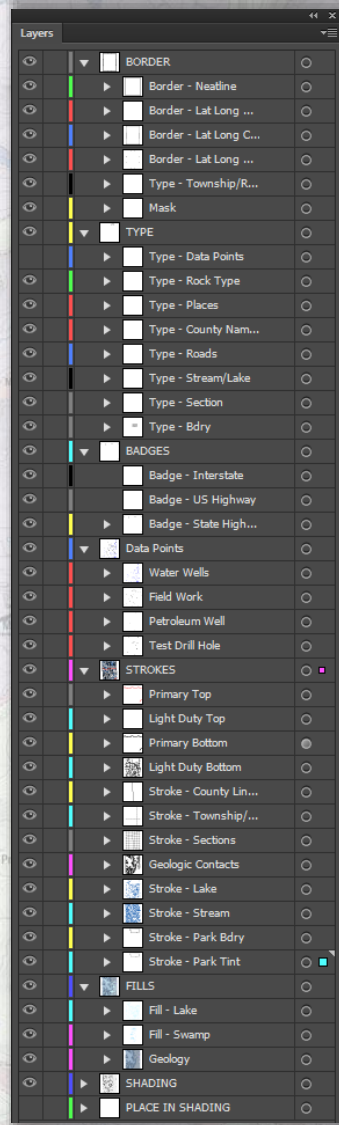 Layers
BORDER
Border - Neatline
Border - Lat Long ...
Border - Lat Long C...
Border - Lat Long ...
Type - Township/R...
Mask
TYPE
Type - Data Points
Type - Rock Type
Type - Places
Type - County Nam...
Type - Roads
Type - Stream/Lake
Type - Section
Type - Bdry
BADGES
Badge - Interstate
Badge - US Highway
Badge - State High...
Data Points
Water Wells
Field Work
Petroleum Well
Test Drill Hole
STROKES
Primary Top
Light Duty Top
Primary Bottom
Light Duty Bottom
Stroke - County Lin...
Stroke - Township/...
Stroke - Sections
Geologic Contacts
Stroke - Lake
Stroke - Stream
Stroke - Park Bdry
Stroke - Park Tint
FILLS
Fill - Lake
Fill - Swamp
Geology
SHADING
PLACE IN SHADING